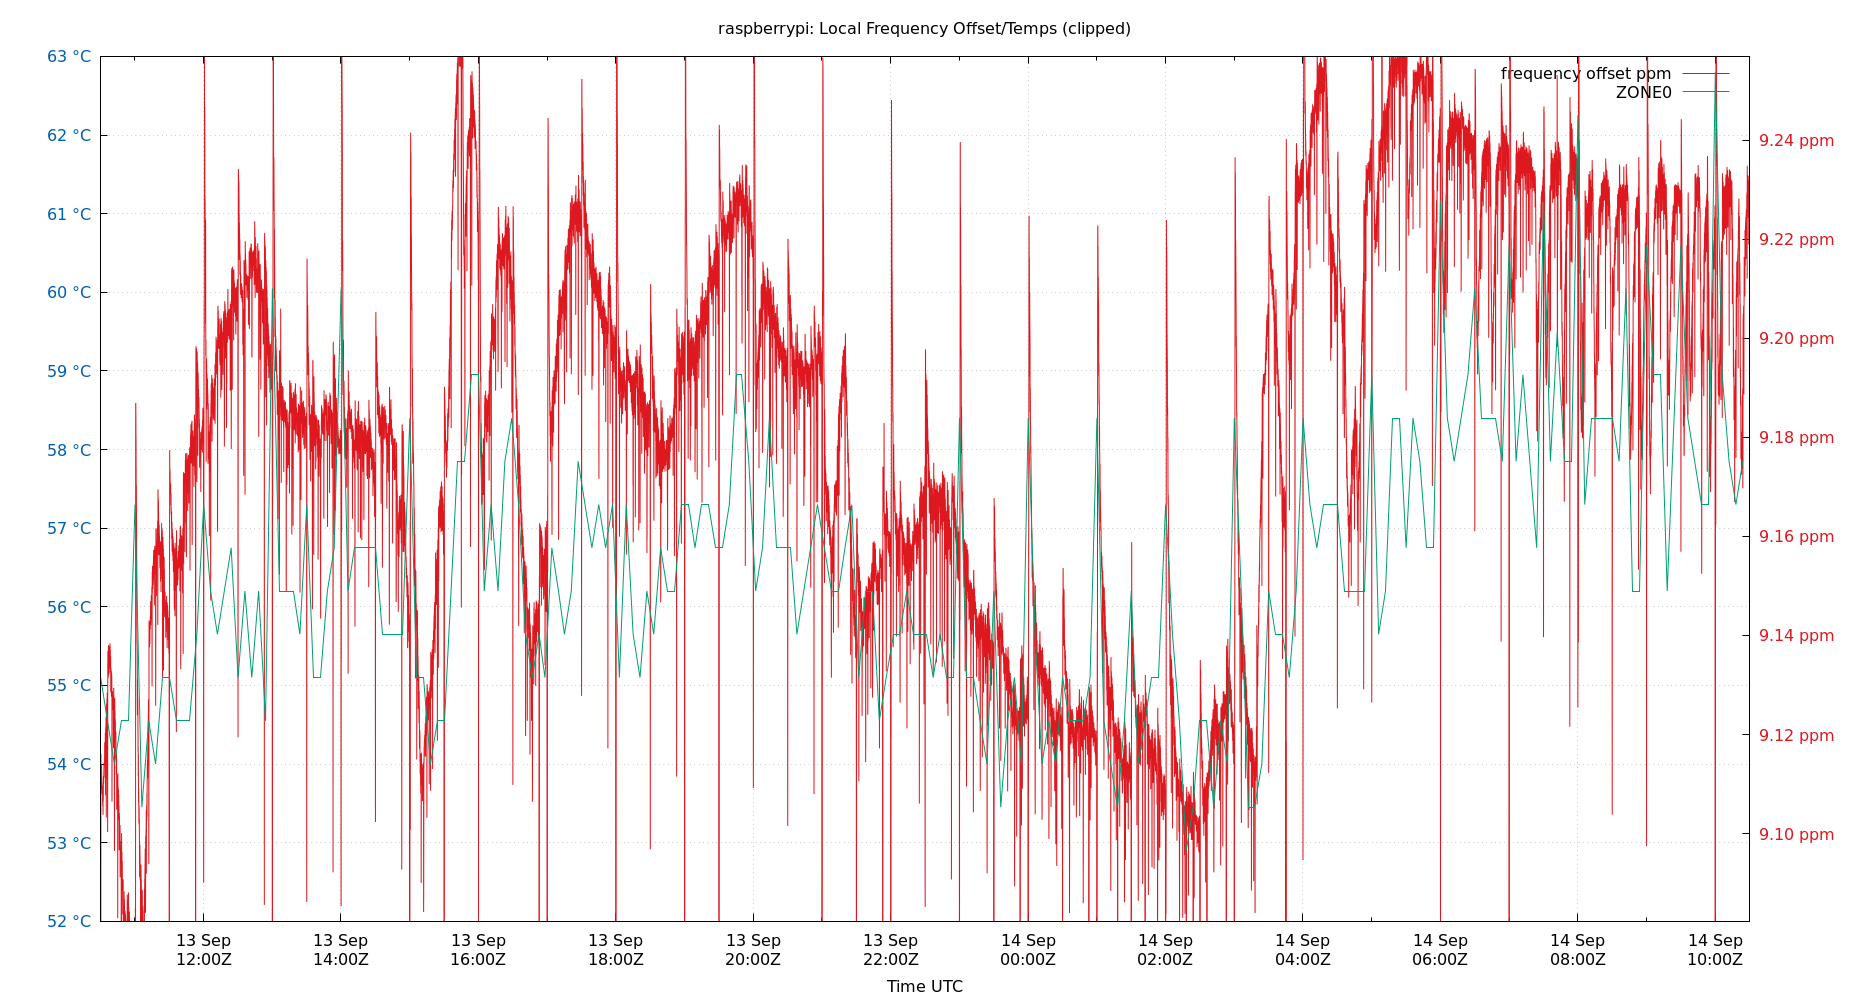 raspberrypi: Local Frequency Offset/Temps (clipped)
63 °C
62 °C
61 °C
60 °C
59 °C
58 °C
57 °C
56 °C
55 °C
54 °C
53 °C
52 °C
frequency offset ppm
ZONE0
9.24 ppm
9.22 ppm
9.20 ppm
9.18 ppm
9.16 ppm
9.14 ppm
9.12 ppm
9.10 ppm
13 Sep
12:00Z
13 Sep
14:00Z
13 Sep
16:00Z
13 Sep
18:00Z
13 Sep
20:00Z
13 Sep
22:00Z
14 Sep
00:00Z
14 Sep
02:00Z
14 Sep
04:00Z
14 Sep
06:00Z
14 Sep
08:00Z
14 Sep
10:00Z
Time UTC